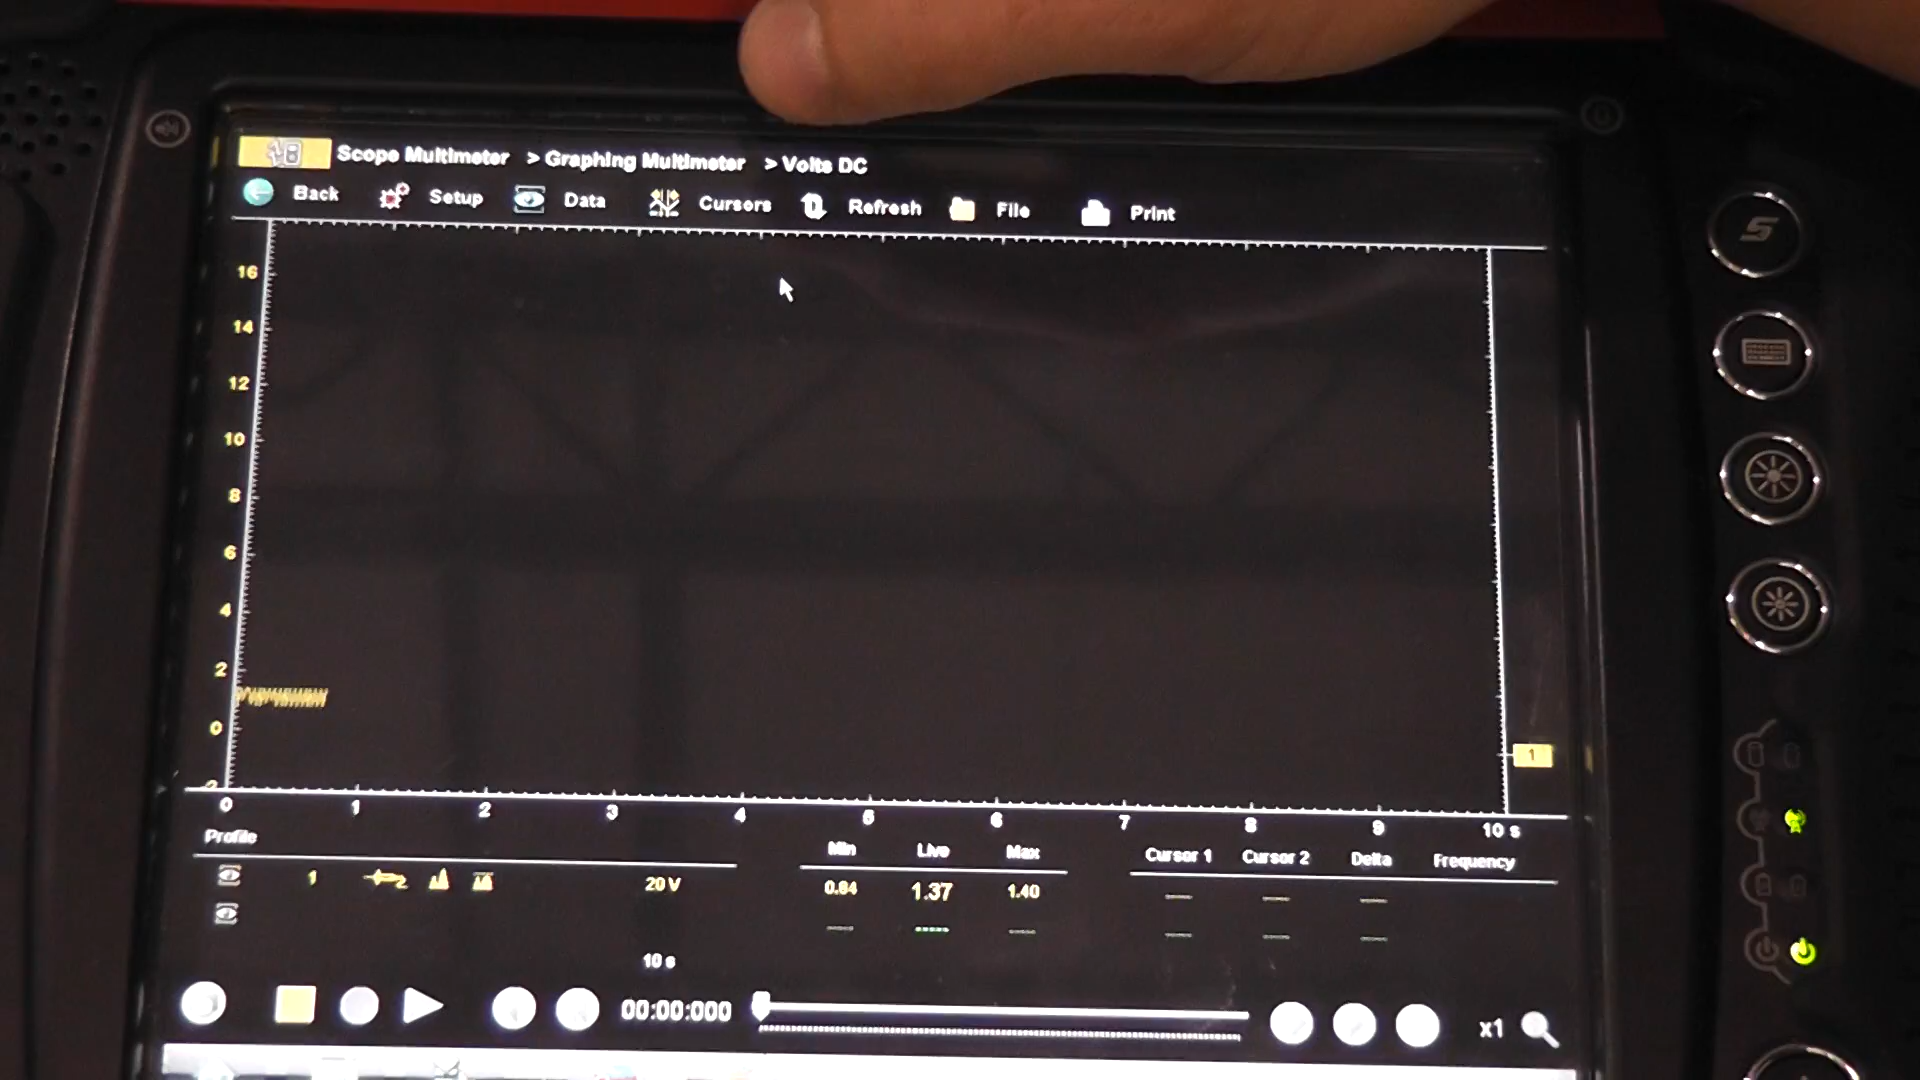 Scope Multimeter > Graphing Multimeter > Volts DC
Back Setup Data Cursors Refresh File Print
16
14
12
10
8
6
4
2
0
1
0 1 2 3 4 5 6 7 8 9 10 s
Profile
Min Live Max
Cursor 1 Cursor 2 Delta Frequency
1 20 V 0.84 1.37 1.40
10 s
00:00:000
x1